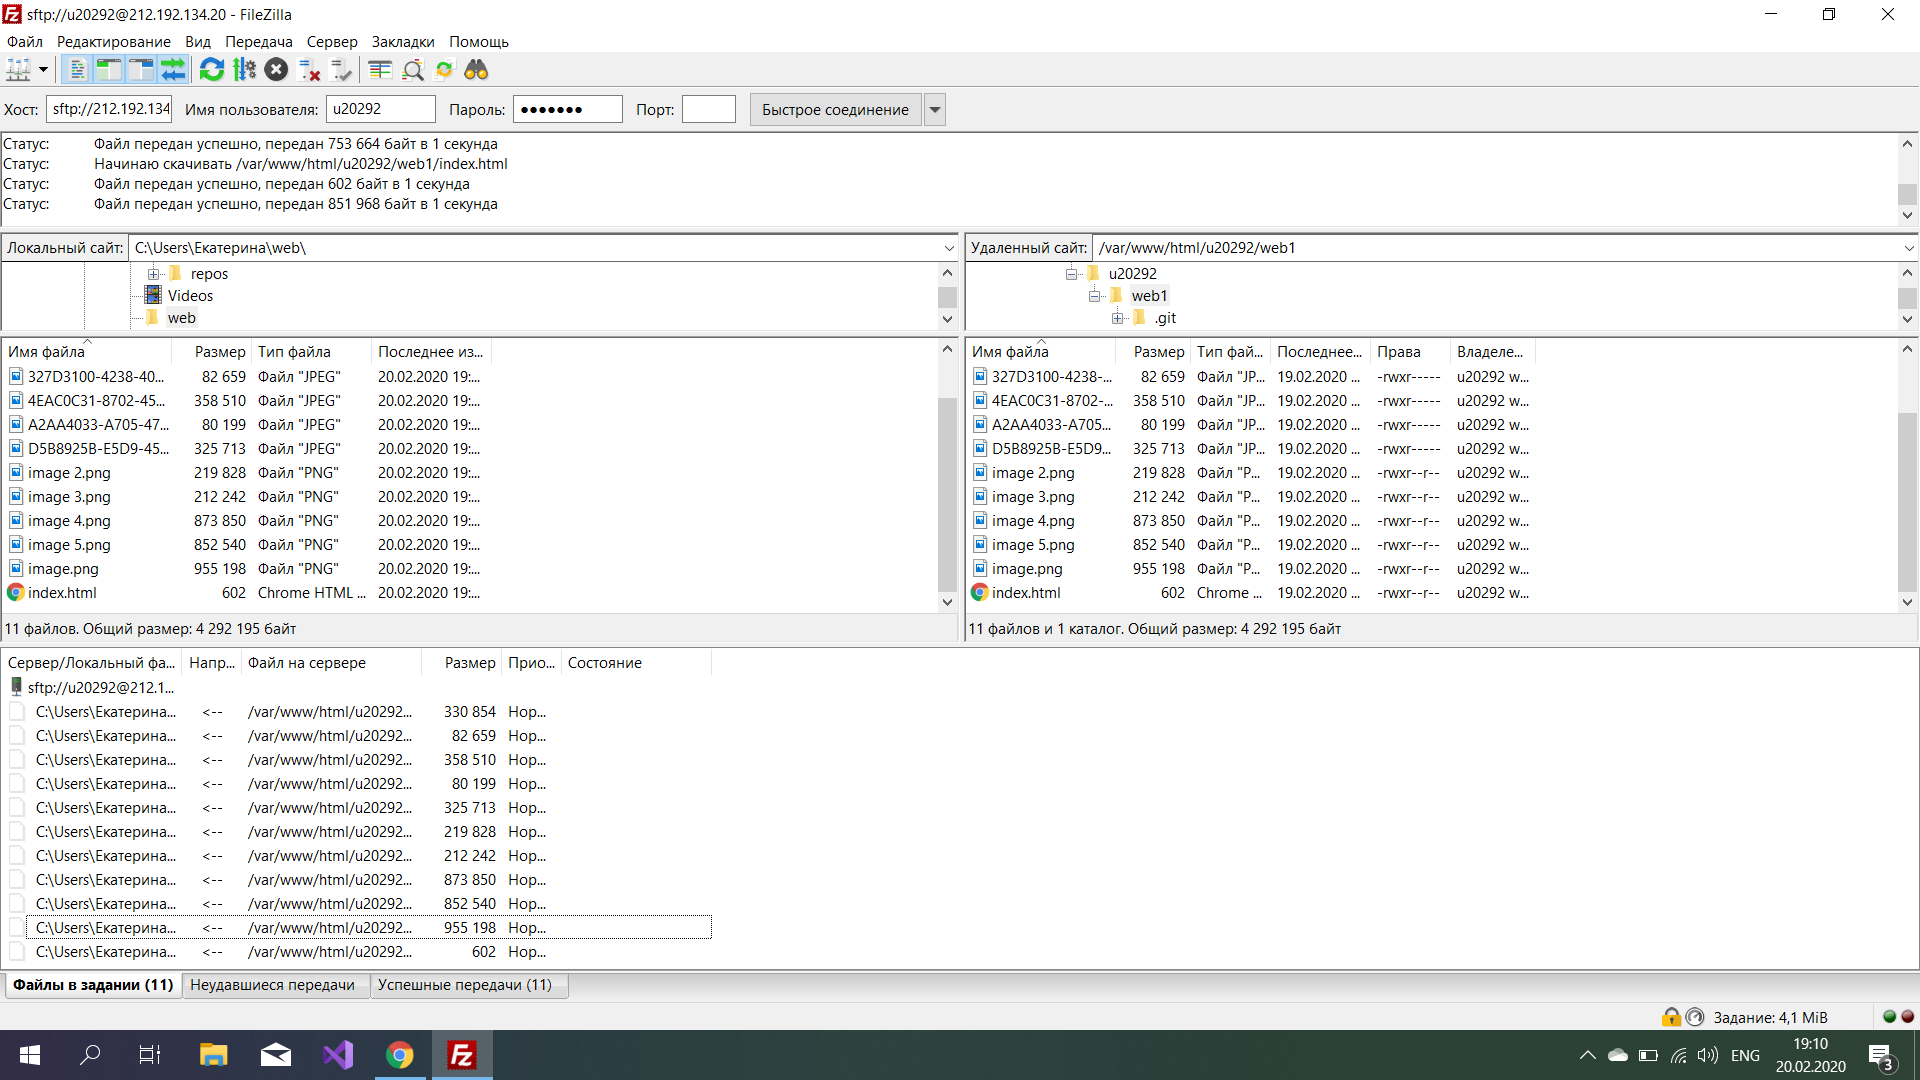 sftp://u20292@212.192.134.20 - FileZilla
Файл Редактирование Вид Передача Сервер Закладки Помощь
Хост: sftp://212.192.134 Имя пользователя: u20292 Пароль: ●●●●●●● Порт: Быстрое соединение
Статус: Файл передан успешно, передан 753 664 байт в 1 секунда
Статус: Начинаю скачивать /var/www/html/u20292/web1/index.html
Статус: Файл передан успешно, передан 602 байт в 1 секунда
Статус: Файл передан успешно, передан 851 968 байт в 1 секунда
Локальный сайт: C:\Users\Екатерина\web\
repos
Videos
web
Имя файла Размер Тип файла Последнее из...
327D3100-4238-40... 82 659 Файл "JPEG" 20.02.2020 19:...
4EAC0C31-8702-45... 358 510 Файл "JPEG" 20.02.2020 19:...
A2AA4033-A705-47... 80 199 Файл "JPEG" 20.02.2020 19:...
D5B8925B-E5D9-45... 325 713 Файл "JPEG" 20.02.2020 19:...
image 2.png 219 828 Файл "PNG" 20.02.2020 19:...
image 3.png 212 242 Файл "PNG" 20.02.2020 19:...
image 4.png 873 850 Файл "PNG" 20.02.2020 19:...
image 5.png 852 540 Файл "PNG" 20.02.2020 19:...
image.png 955 198 Файл "PNG" 20.02.2020 19:...
index.html 602 Chrome HTML ... 20.02.2020 19:...
11 файлов. Общий размер: 4 292 195 байт
Удаленный сайт: /var/www/html/u20292/web1
u20292
web1
.git
Имя файла Размер Тип фай... Последнее... Права Владеле...
327D3100-4238-... 82 659 Файл "JP... 19.02.2020 ... -rwxr----- u20292 w...
4EAC0C31-8702-... 358 510 Файл "JP... 19.02.2020 ... -rwxr----- u20292 w...
A2AA4033-A705... 80 199 Файл "JP... 19.02.2020 ... -rwxr----- u20292 w...
D5B8925B-E5D9... 325 713 Файл "JP... 19.02.2020 ... -rwxr----- u20292 w...
image 2.png 219 828 Файл "P... 19.02.2020 ... -rwxr--r-- u20292 w...
image 3.png 212 242 Файл "P... 19.02.2020 ... -rwxr--r-- u20292 w...
image 4.png 873 850 Файл "P... 19.02.2020 ... -rwxr--r-- u20292 w...
image 5.png 852 540 Файл "P... 19.02.2020 ... -rwxr--r-- u20292 w...
image.png 955 198 Файл "P... 19.02.2020 ... -rwxr--r-- u20292 w...
index.html 602 Chrome ... 19.02.2020 ... -rwxr--r-- u20292 w...
11 файлов и 1 каталог. Общий размер: 4 292 195 байт
Сервер/Локальный фа... Напр... Файл на сервере Размер Прио... Состояние
sftp://u20292@212.1...
C:\Users\Екатерина... <-- /var/www/html/u20292... 330 854 Нор...
C:\Users\Екатерина... <-- /var/www/html/u20292... 82 659 Нор...
C:\Users\Екатерина... <-- /var/www/html/u20292... 358 510 Нор...
C:\Users\Екатерина... <-- /var/www/html/u20292... 80 199 Нор...
C:\Users\Екатерина... <-- /var/www/html/u20292... 325 713 Нор...
C:\Users\Екатерина... <-- /var/www/html/u20292... 219 828 Нор...
C:\Users\Екатерина... <-- /var/www/html/u20292... 212 242 Нор...
C:\Users\Екатерина... <-- /var/www/html/u20292... 873 850 Нор...
C:\Users\Екатерина... <-- /var/www/html/u20292... 852 540 Нор...
C:\Users\Екатерина... <-- /var/www/html/u20292... 955 198 Нор...
C:\Users\Екатерина... <-- /var/www/html/u20292... 602 Нор...
Файлы в задании (11) Неудавшиеся передачи Успешные передачи (11)
Задание: 4,1 MiB
ENG
19:10
20.02.2020
3